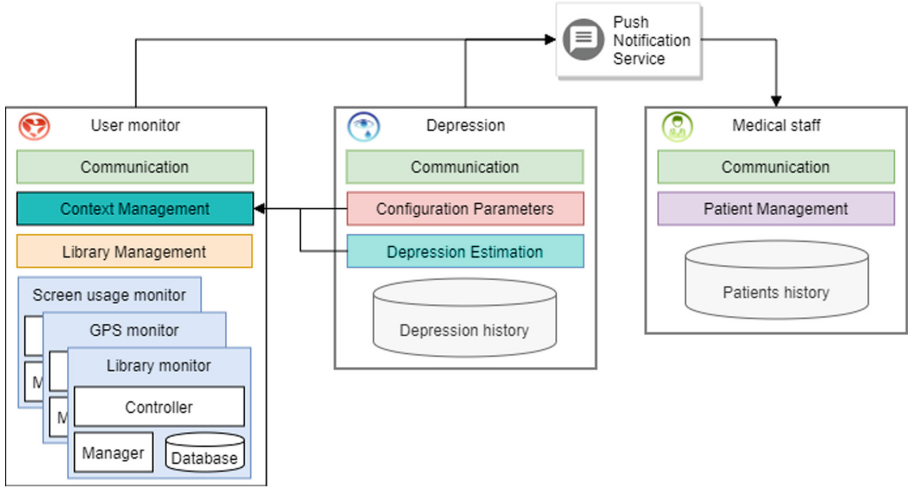 Push
Notification
Service
User monitor
Communication
Context Management
Library Management
Screen usage monitor
GPS monitor
Library monitor
Controller
Manager
Database
M
M
Depression
Communication
Configuration Parameters
Depression Estimation
Depression history
Medical staff
Communication
Patient Management
Patients history